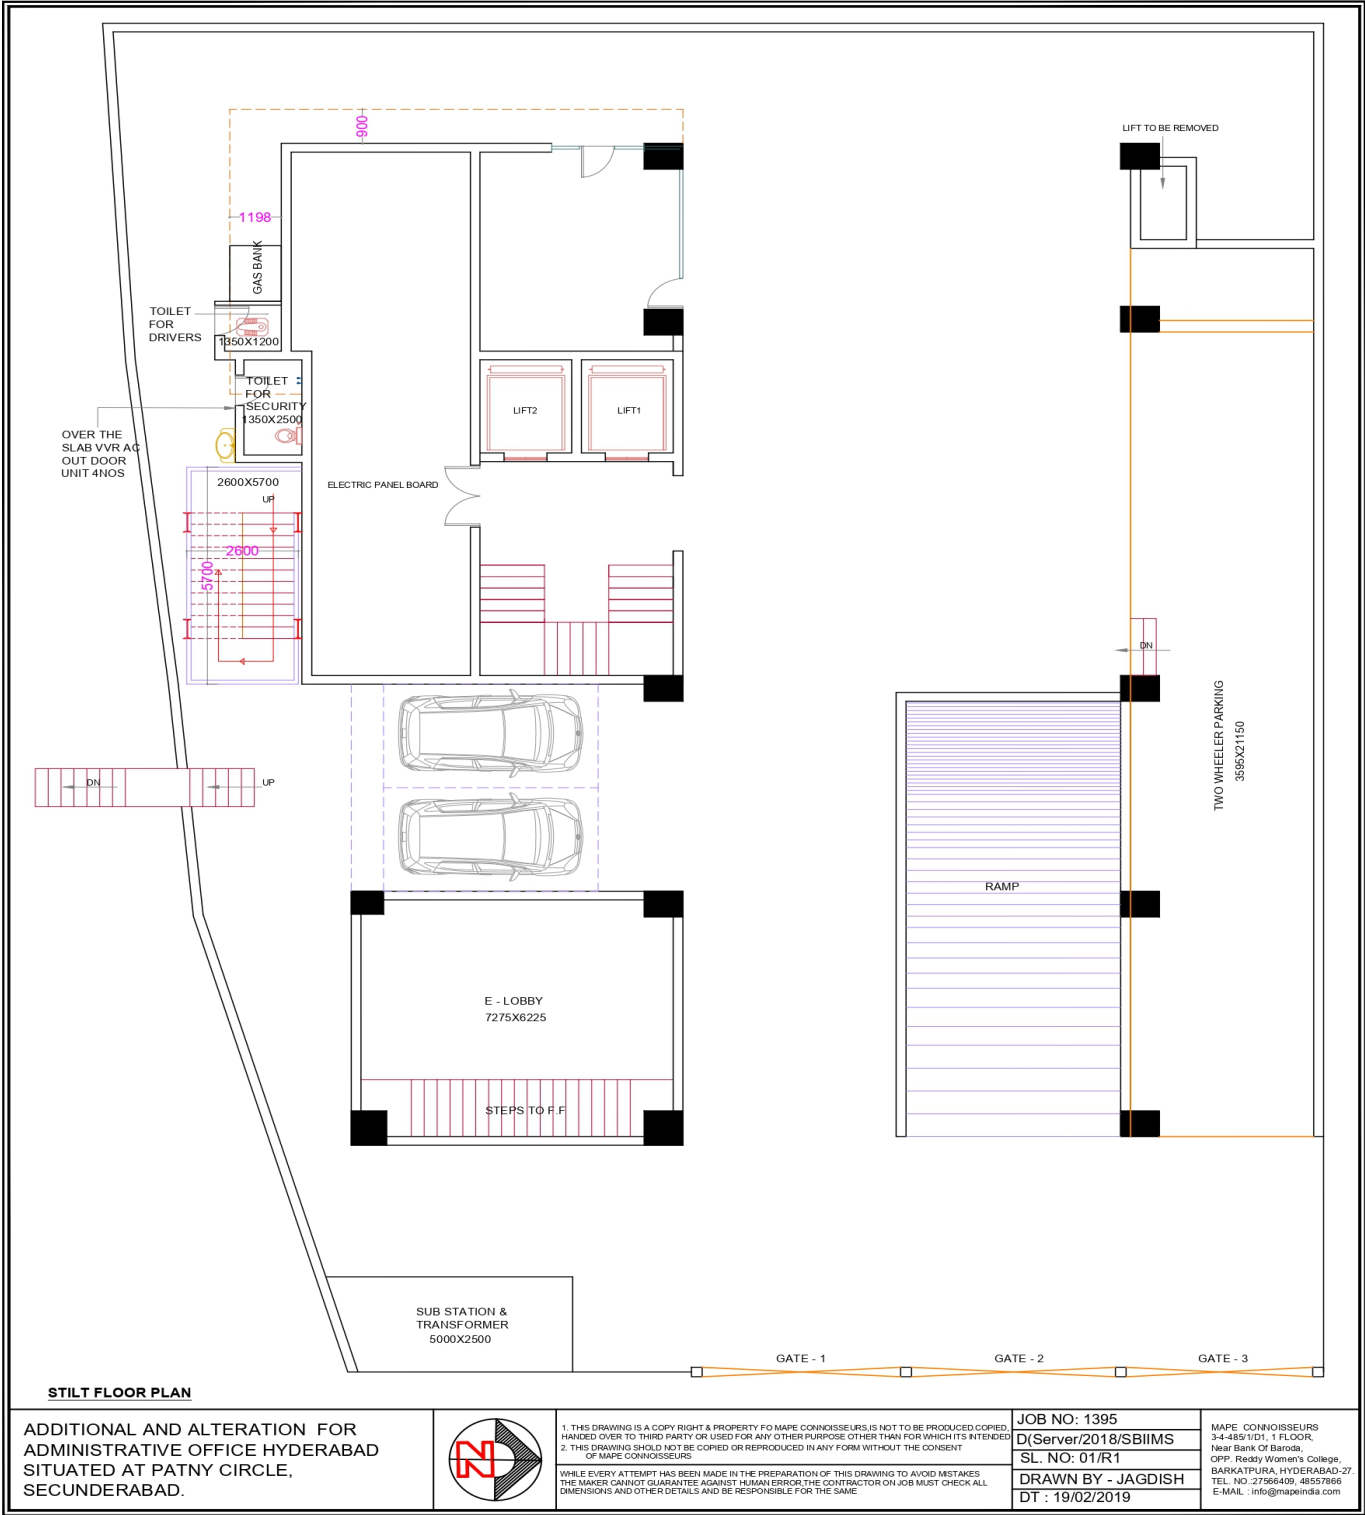 LIFT TO BE REMOVED
900
1198
GAS BANK
TOILET
FOR
DRIVERS
1350X1200
TOILET
FOR
SECURITY
1350X2500
OVER THE
SLAB VVR AC
OUT DOOR
UNIT 4NOS
LIFT2
LIFT1
2600X5700
UP
ELECTRIC PANEL BOARD
2600
5700
DN
TWO WHEELER PARKING
3595X21150
DN
UP
RAMP
E - LOBBY
7275X6225
STEPS TO F.F
SUB STATION &
TRANSFORMER
5000X2500
GATE - 1
GATE - 2
GATE - 3
STILT FLOOR PLAN
ADDITIONAL AND ALTERATION FOR
ADMINISTRATIVE OFFICE HYDERABAD
SITUATED AT PATNY CIRCLE,
SECUNDERABAD.
N
1. THIS DRAWING IS A COPY RIGHT & PROPERTY FO MAPE CONNOISSEURS,IS NOT TO BE PRODUCED,COPIED,
HANDED OVER TO THIRD PARTY OR USED FOR ANY OTHER PURPOSE OTHER THAN FOR WHICH ITS INTENDED
2. THIS DRAWING SHOLD NOT BE COPIED OR REPRODUCED IN ANY FORM WITHOUT THE CONSENT
OF MAPE CONNOISSEURS
WHILE EVERY ATTEMPT HAS BEEN MADE IN THE PREPARATION OF THIS DRAWING TO AVOID MISTAKES
THE MAKER CANNOT GUARANTEE AGAINST HUMAN ERROR,THE CONTRACTOR ON JOB MUST CHECK ALL
DIMENSIONS AND OTHER DETAILS AND BE RESPONSIBLE FOR THE SAME
JOB NO: 1395
D(Server/2018/SBIIMS
SL. NO: 01/R1
DRAWN BY - JAGDISH
DT : 19/02/2019
MAPE CONNOISSEURS
3-4-485/1/D1, 1 FLOOR,
Near Bank Of Baroda,
OPP. Reddy Women's College,
BARKATPURA, HYDERABAD-27.
TEL. NO.:27566409, 48557866
E-MAIL : info@mapeindia.com